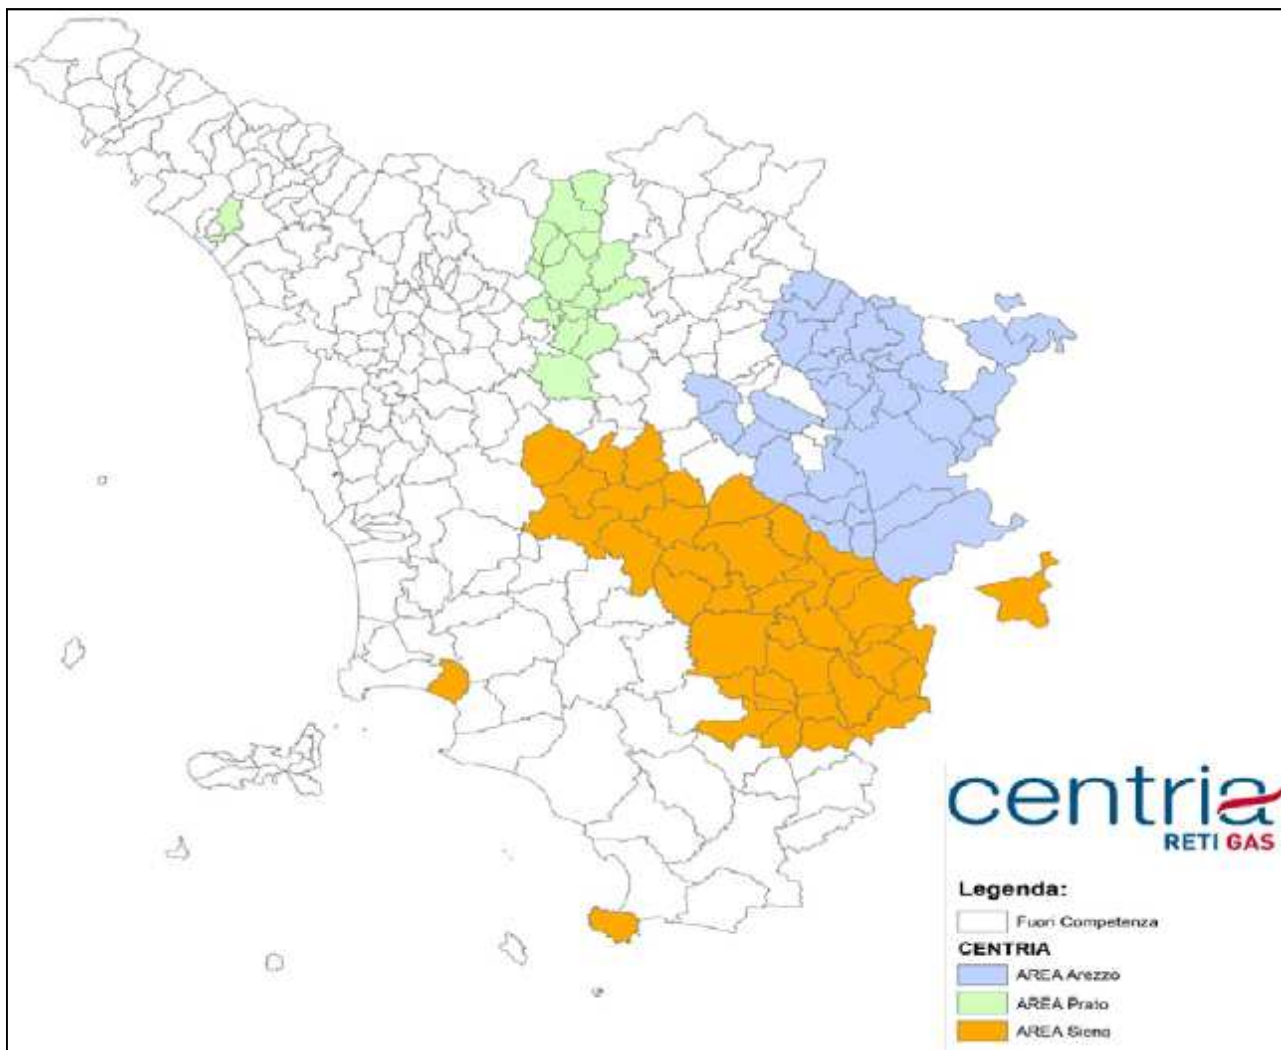 centria
RETI GAS
Legenda:
Fuori Competenza
CENTRIA
AREA Arezzo
AREA Prato
AREA Siena